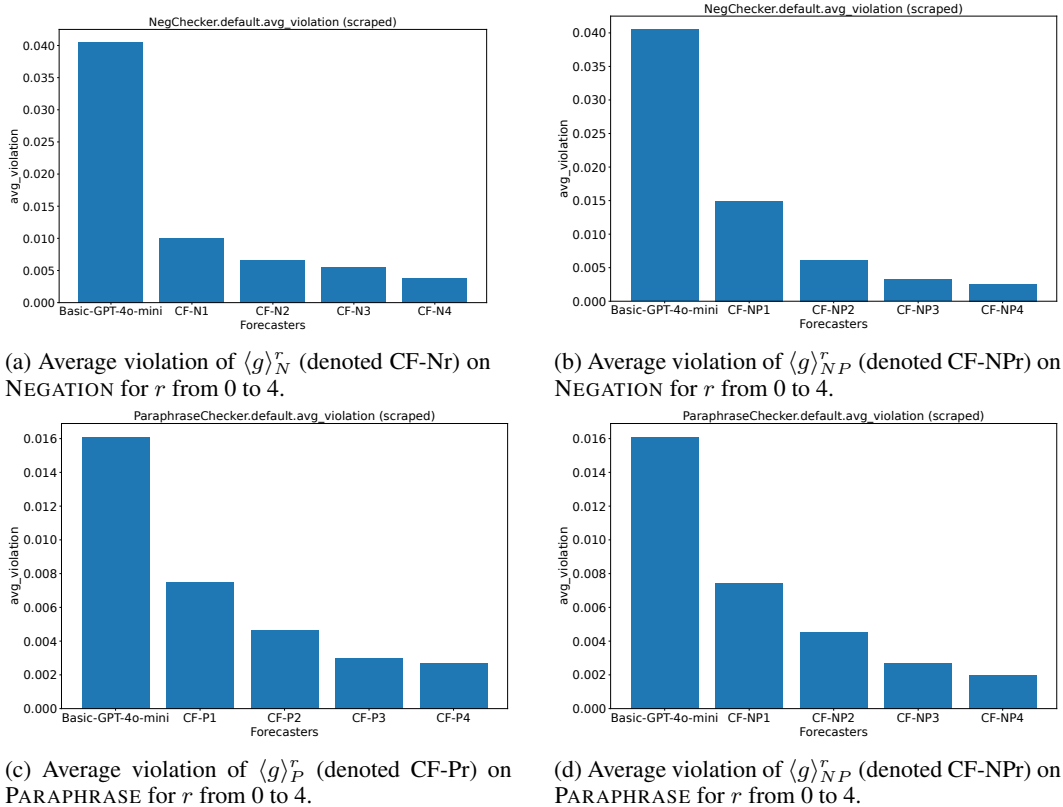 NegChecker.default.avg_violation (scraped)
0.040
0.035
0.030
0.025
0.020
0.015
0.010
0.005
0.000
avg_violation
Basic-GPT-4o-mini CF-N1 CF-N2 CF-N3 CF-N4
Forecasters
(a) Average violation of ⟨g⟩^r_N (denoted CF-Nr) on
NEGATION for r from 0 to 4.
NegChecker.default.avg_violation (scraped)
0.040
0.035
0.030
0.025
0.020
0.015
0.010
0.005
0.000
avg_violation
Basic-GPT-4o-mini CF-NP1 CF-NP2 CF-NP3 CF-NP4
Forecasters
(b) Average violation of ⟨g⟩^r_{NP} (denoted CF-NPr) on
NEGATION for r from 0 to 4.
ParaphraseChecker.default.avg_violation (scraped)
0.016
0.014
0.012
0.010
0.008
0.006
0.004
0.002
0.000
avg_violation
Basic-GPT-4o-mini CF-P1 CF-P2 CF-P3 CF-P4
Forecasters
(c) Average violation of ⟨g⟩^r_P (denoted CF-Pr) on
PARAPHRASE for r from 0 to 4.
ParaphraseChecker.default.avg_violation (scraped)
0.016
0.014
0.012
0.010
0.008
0.006
0.004
0.002
0.000
avg_violation
Basic-GPT-4o-mini CF-NP1 CF-NP2 CF-NP3 CF-NP4
Forecasters
(d) Average violation of ⟨g⟩^r_{NP} (denoted CF-NPr) on
PARAPHRASE for r from 0 to 4.